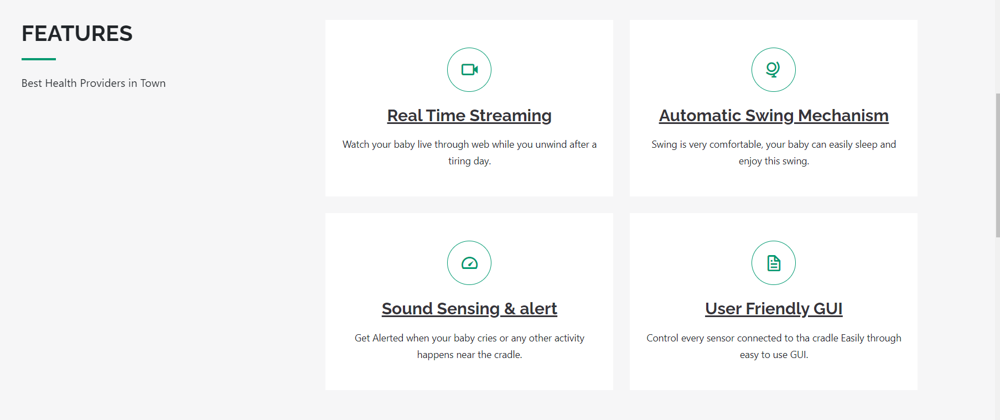 FEATURES
Best Health Providers in Town
Real Time Streaming
Watch your baby live through web while you unwind after a
tiring day.
Automatic Swing Mechanism
Swing is very comfortable, your baby can easily sleep and
enjoy this swing.
Sound Sensing & alert
Get Alerted when your baby cries or any other activity
happens near the cradle.
User Friendly GUI
Control every sensor connected to tha cradle Easily through
easy to use GUI.